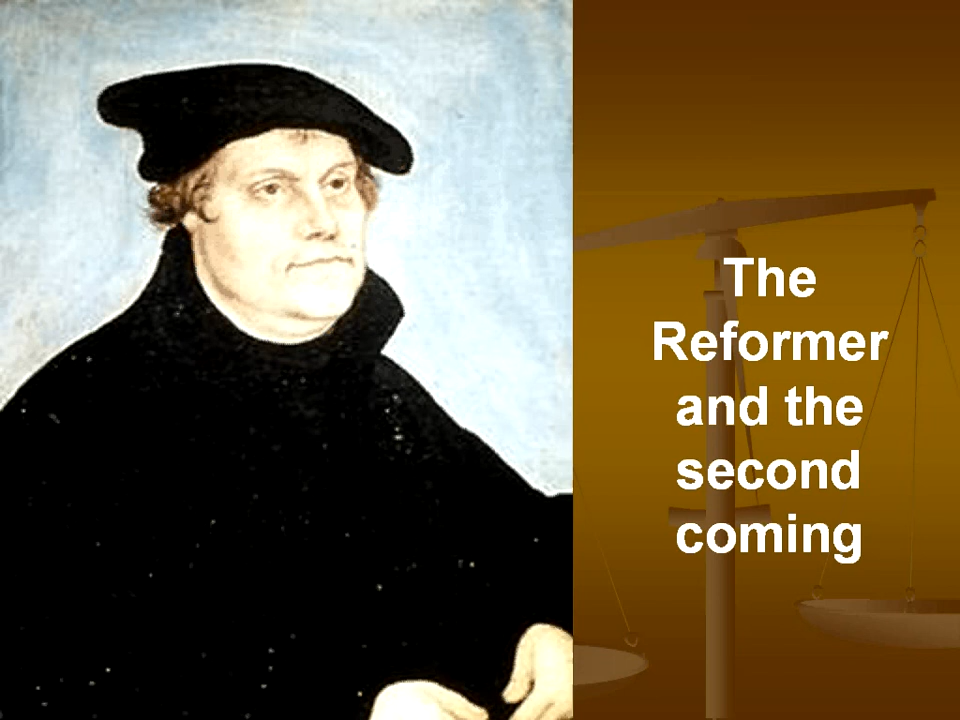 The
Reformer
and the
second
coming